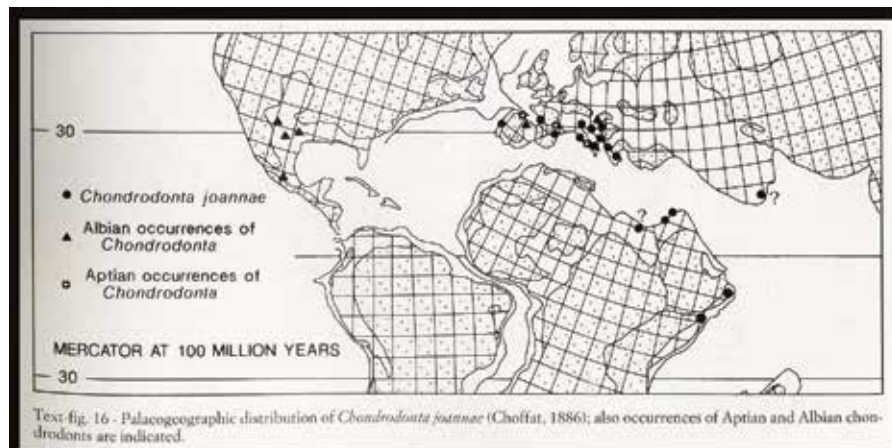 30
● Chondrodonta joannae
▲ Albian occurrences of
Chondrodonta
Aptian occurrences of
Chondrodonta
?
?
MERCATOR AT 100 MILLION YEARS
30
Text-fig. 16 - Palaeogeographic distribution of Chondrodonta joannae (Choffat, 1886); also occurrences of Aptian and Albian chon-
drodonts are indicated.